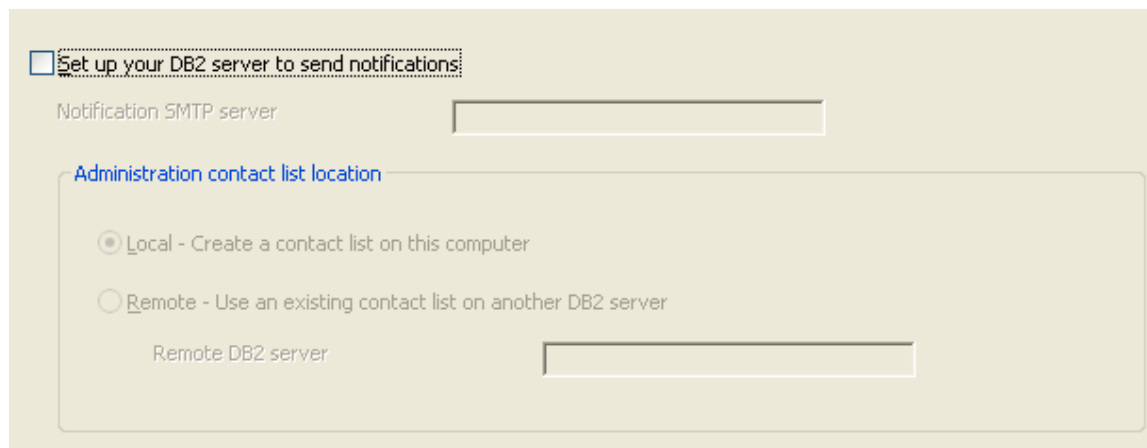 Set up your DB2 server to send notifications
Notification SMTP server
Administration contact list location
Local - Create a contact list on this computer
Remote - Use an existing contact list on another DB2 server
Remote DB2 server